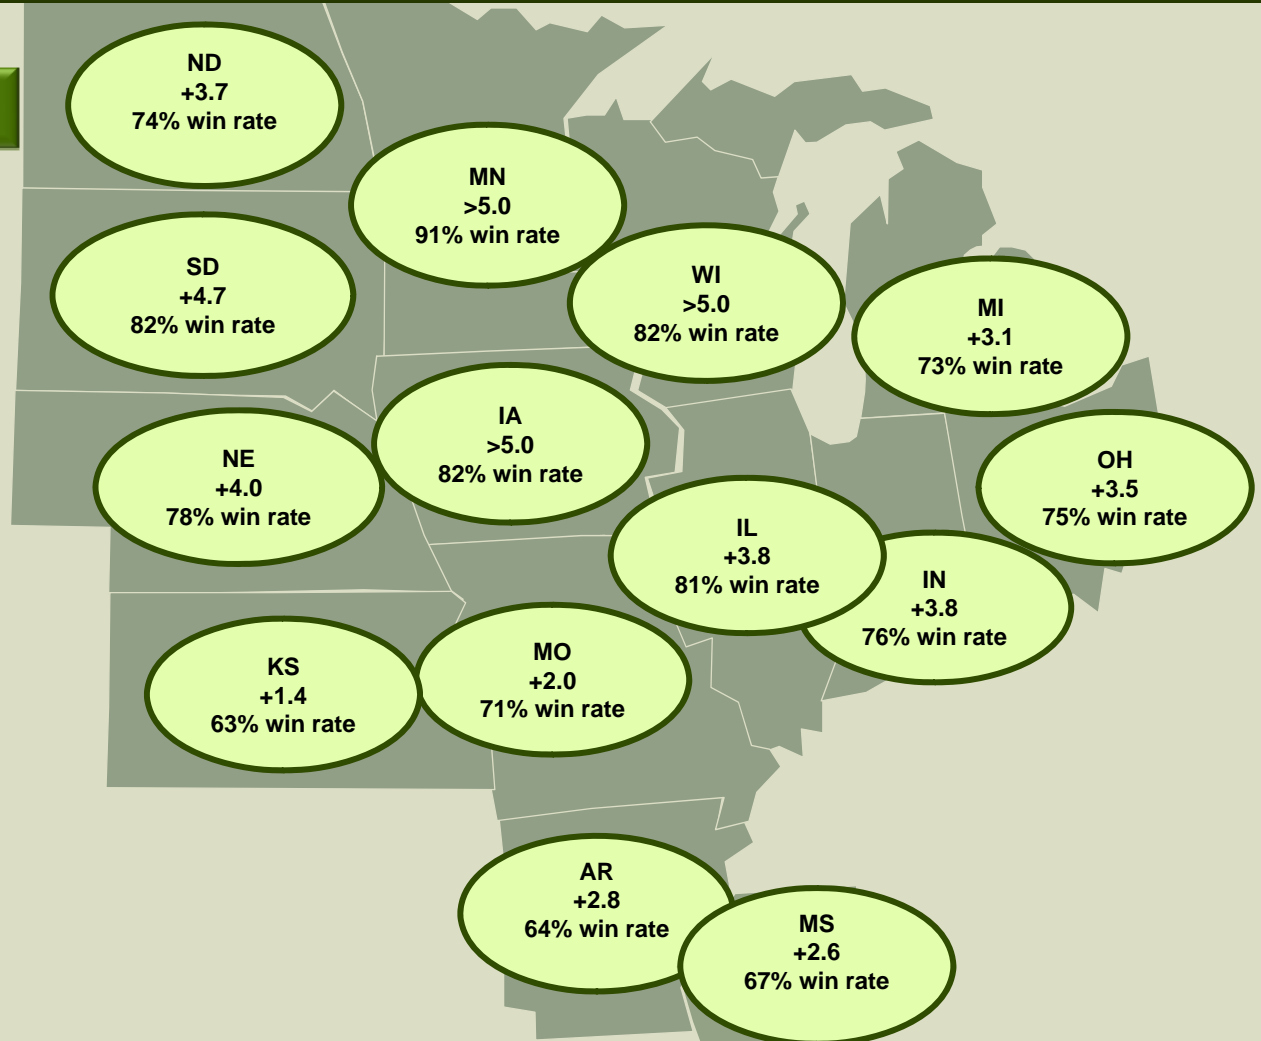 ND
+3.7
74% win rate
MN
>5.0
91% win rate
SD
+4.7
82% win rate
WI
>5.0
82% win rate
MI
+3.1
73% win rate
IA
>5.0
82% win rate
NE
+4.0
78% win rate
OH
+3.5
75% win rate
IL
+3.8
81% win rate
IN
+3.8
76% win rate
KS
+1.4
63% win rate
MO
+2.0
71% win rate
AR
+2.8
64% win rate
MS
+2.6
67% win rate